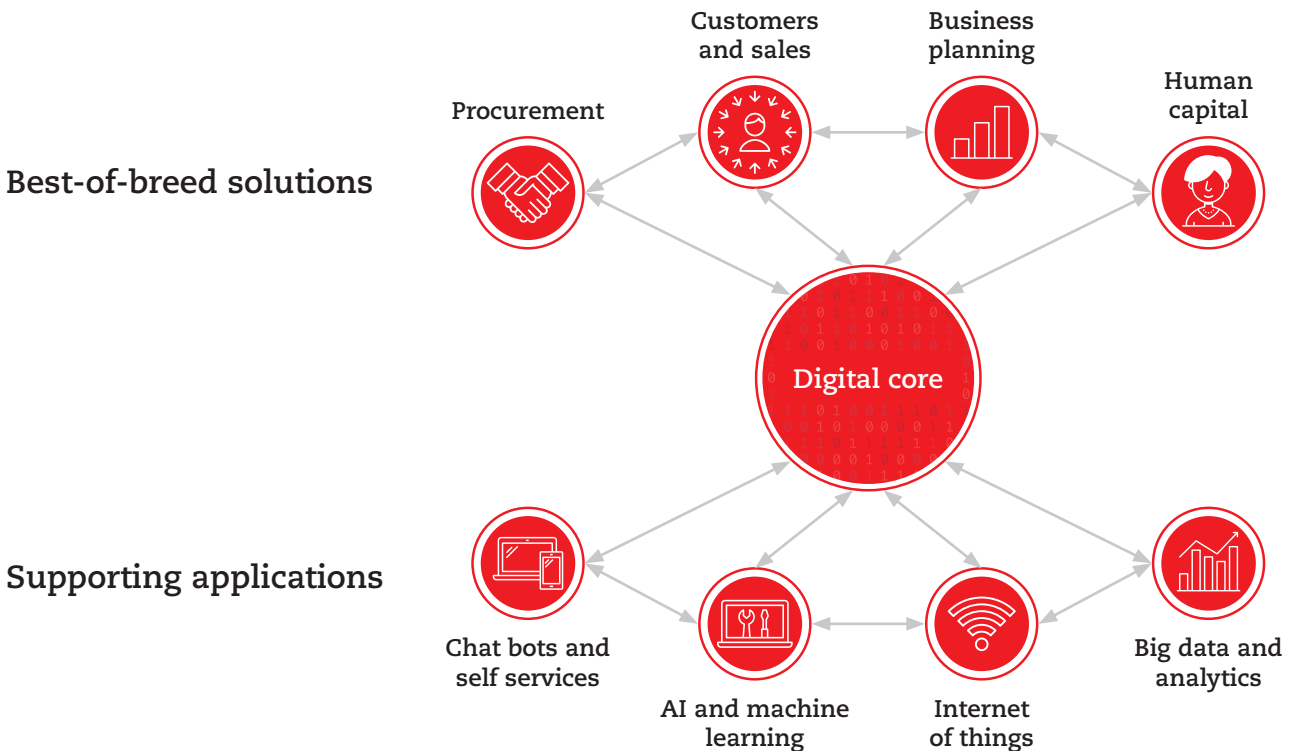 Customers
and sales
Business
planning
Human
capital
Procurement
Best-of-breed solutions
Digital core
Supporting applications
Chat bots and
self services
AI and machine
learning
Internet
of things
Big data and
analytics